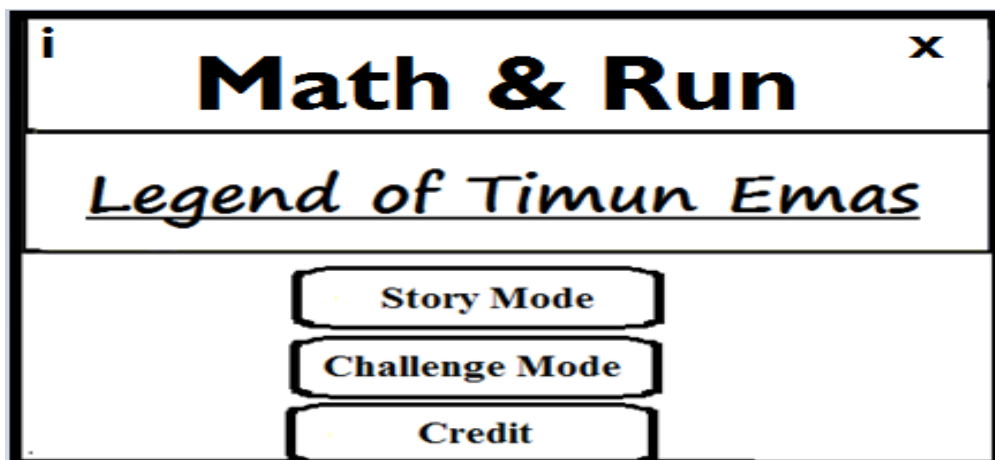 i
x
Math & Run
Legend of Timun Emas
Story Mode
Challenge Mode
Credit